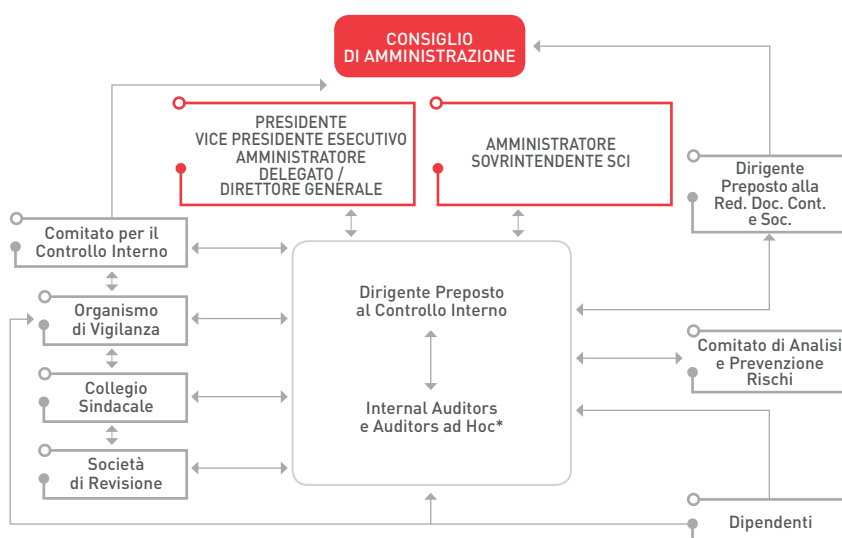 CONSIGLIO
DI AMMINISTRAZIONE
PRESIDENTE
VICE PRESIDENTE ESECUTIVO
AMMINISTRATORE
DELEGATO /
DIRETTORE GENERALE
AMMINISTRATORE
SOVRINTENDENTE SCI
Dirigente
Preposto alla
Red. Doc. Cont.
e Soc.
Comitato per il
Controllo Interno
Organismo
di Vigilanza
Collegio
Sindacale
Società
di Revisione
Dirigente Preposto
al Controllo Interno
Internal Auditors
e Auditors ad Hoc*
Comitato di Analisi
e Prevenzione
Rischi
Dipendenti